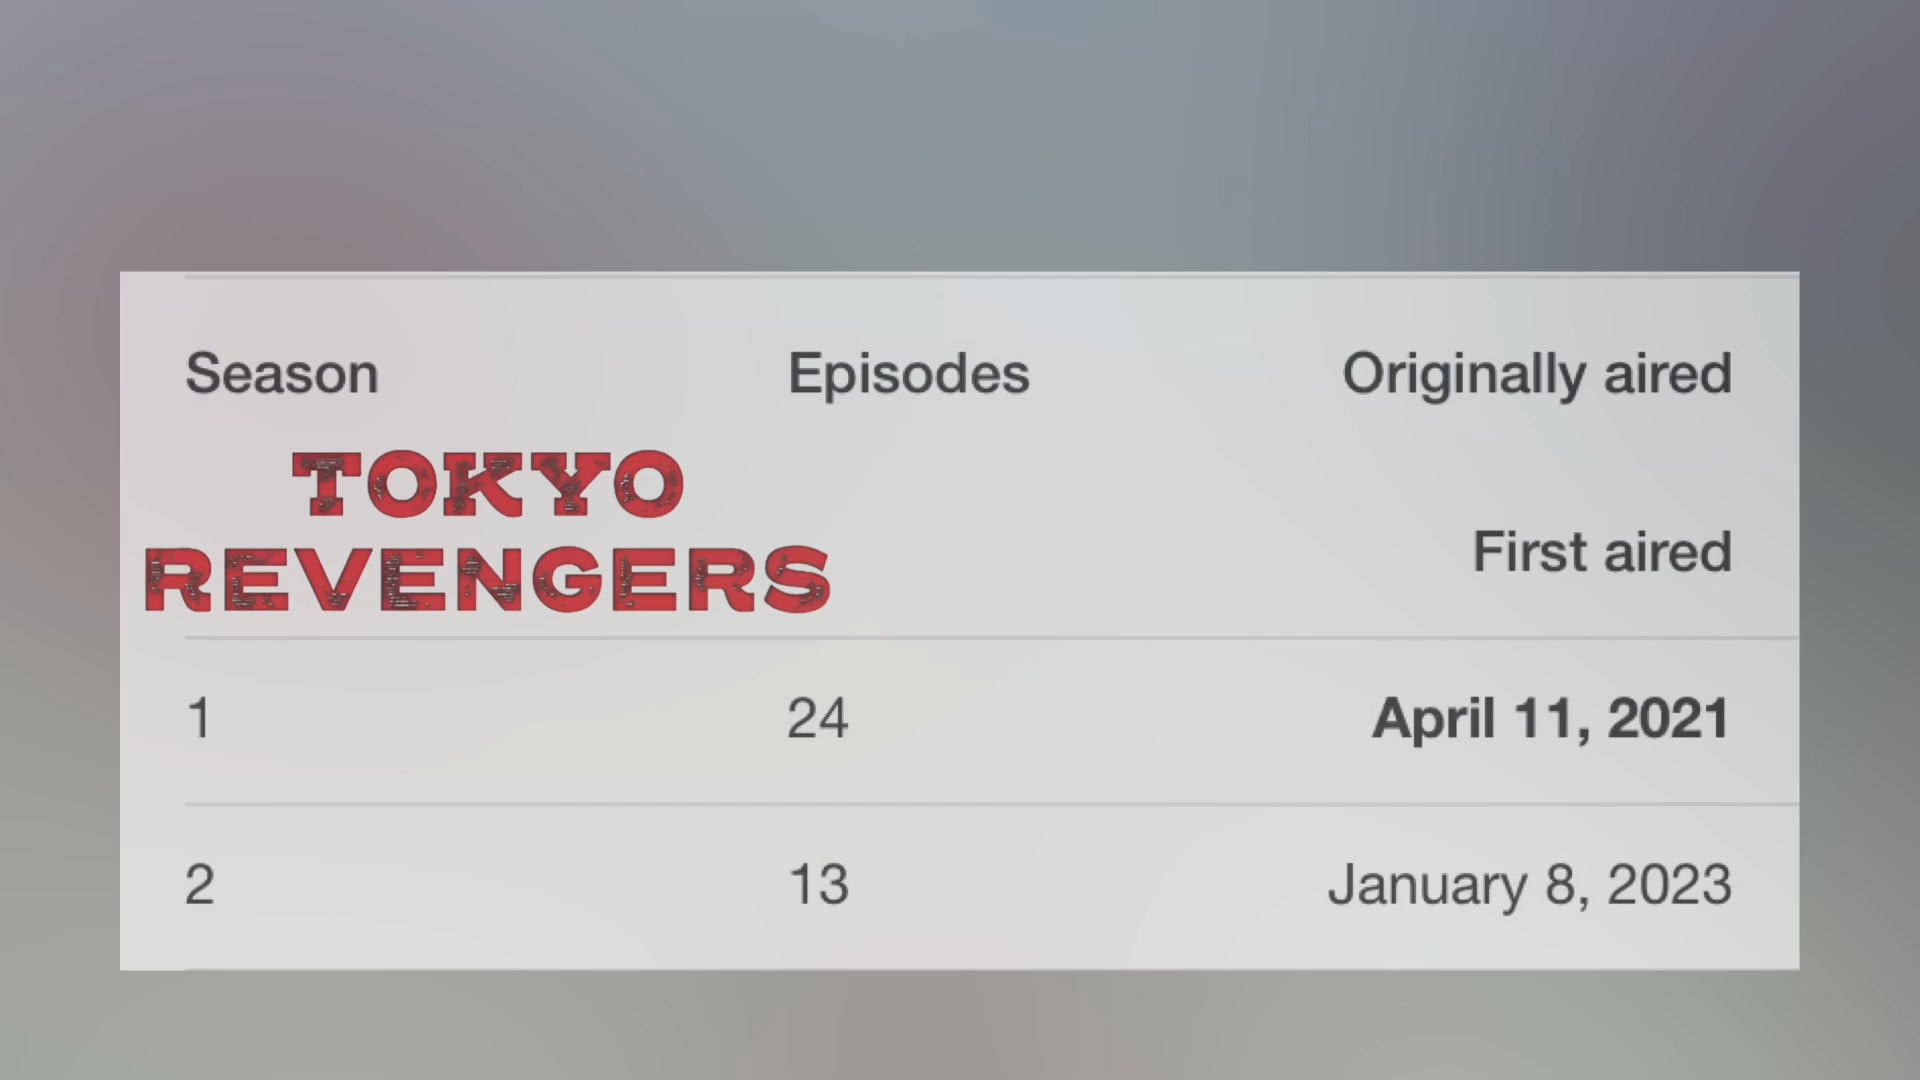 Season Episodes Originally aired
TOKYO
REVENGERS
First aired
1 24 April 11, 2021
2 13 January 8, 2023